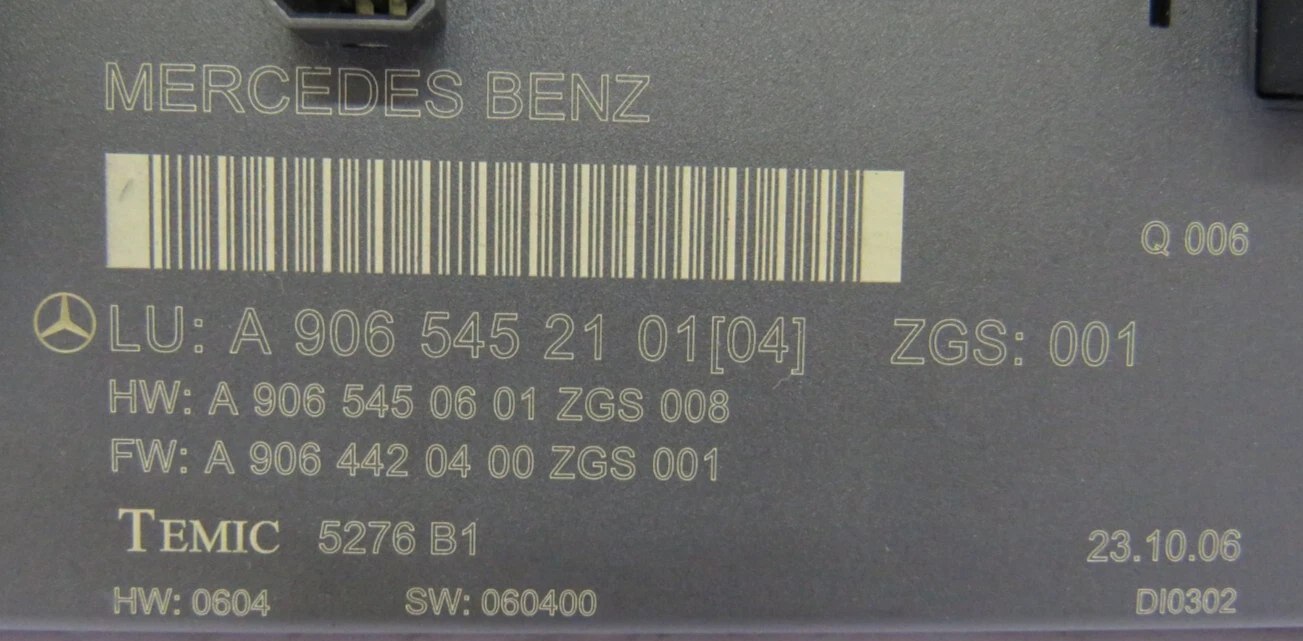 MERCEDES BENZ
Q 006
LU: A 906 545 21 01[04] ZGS: 001
HW: A 906 545 06 01 ZGS 008
FW: A 906 442 04 00 ZGS 001
TEMIC 5276 B1 23.10.06
HW: 0604 SW: 060400 DI0302